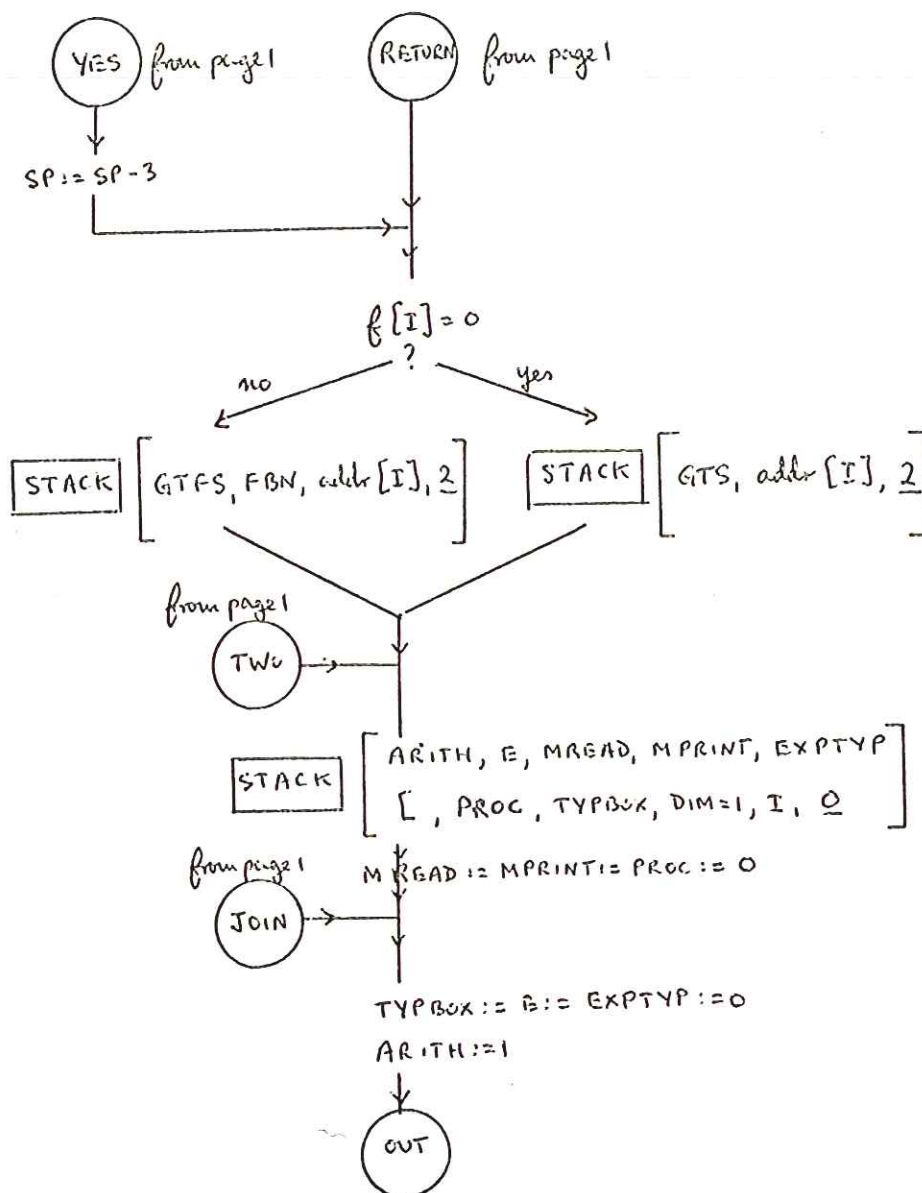 YES from page 1
RETURN from page 1
SP:= SP-3
f[I]=0
?
no
yes
STACK [GTFS, FBN, addr[I], 2]
STACK [GTS, addr[I], 2]
from page 1
TWO
STACK [ARITH, E, MREAD, MPRINT, EXPTYP
[, PROC, TYPBOX, DIM=1, I, 0]
from page 1
MREAD := MPRINT:= PROC := 0
JOIN
TYPBOX := E:= EXPTYP :=0
ARITH:=1
OUT